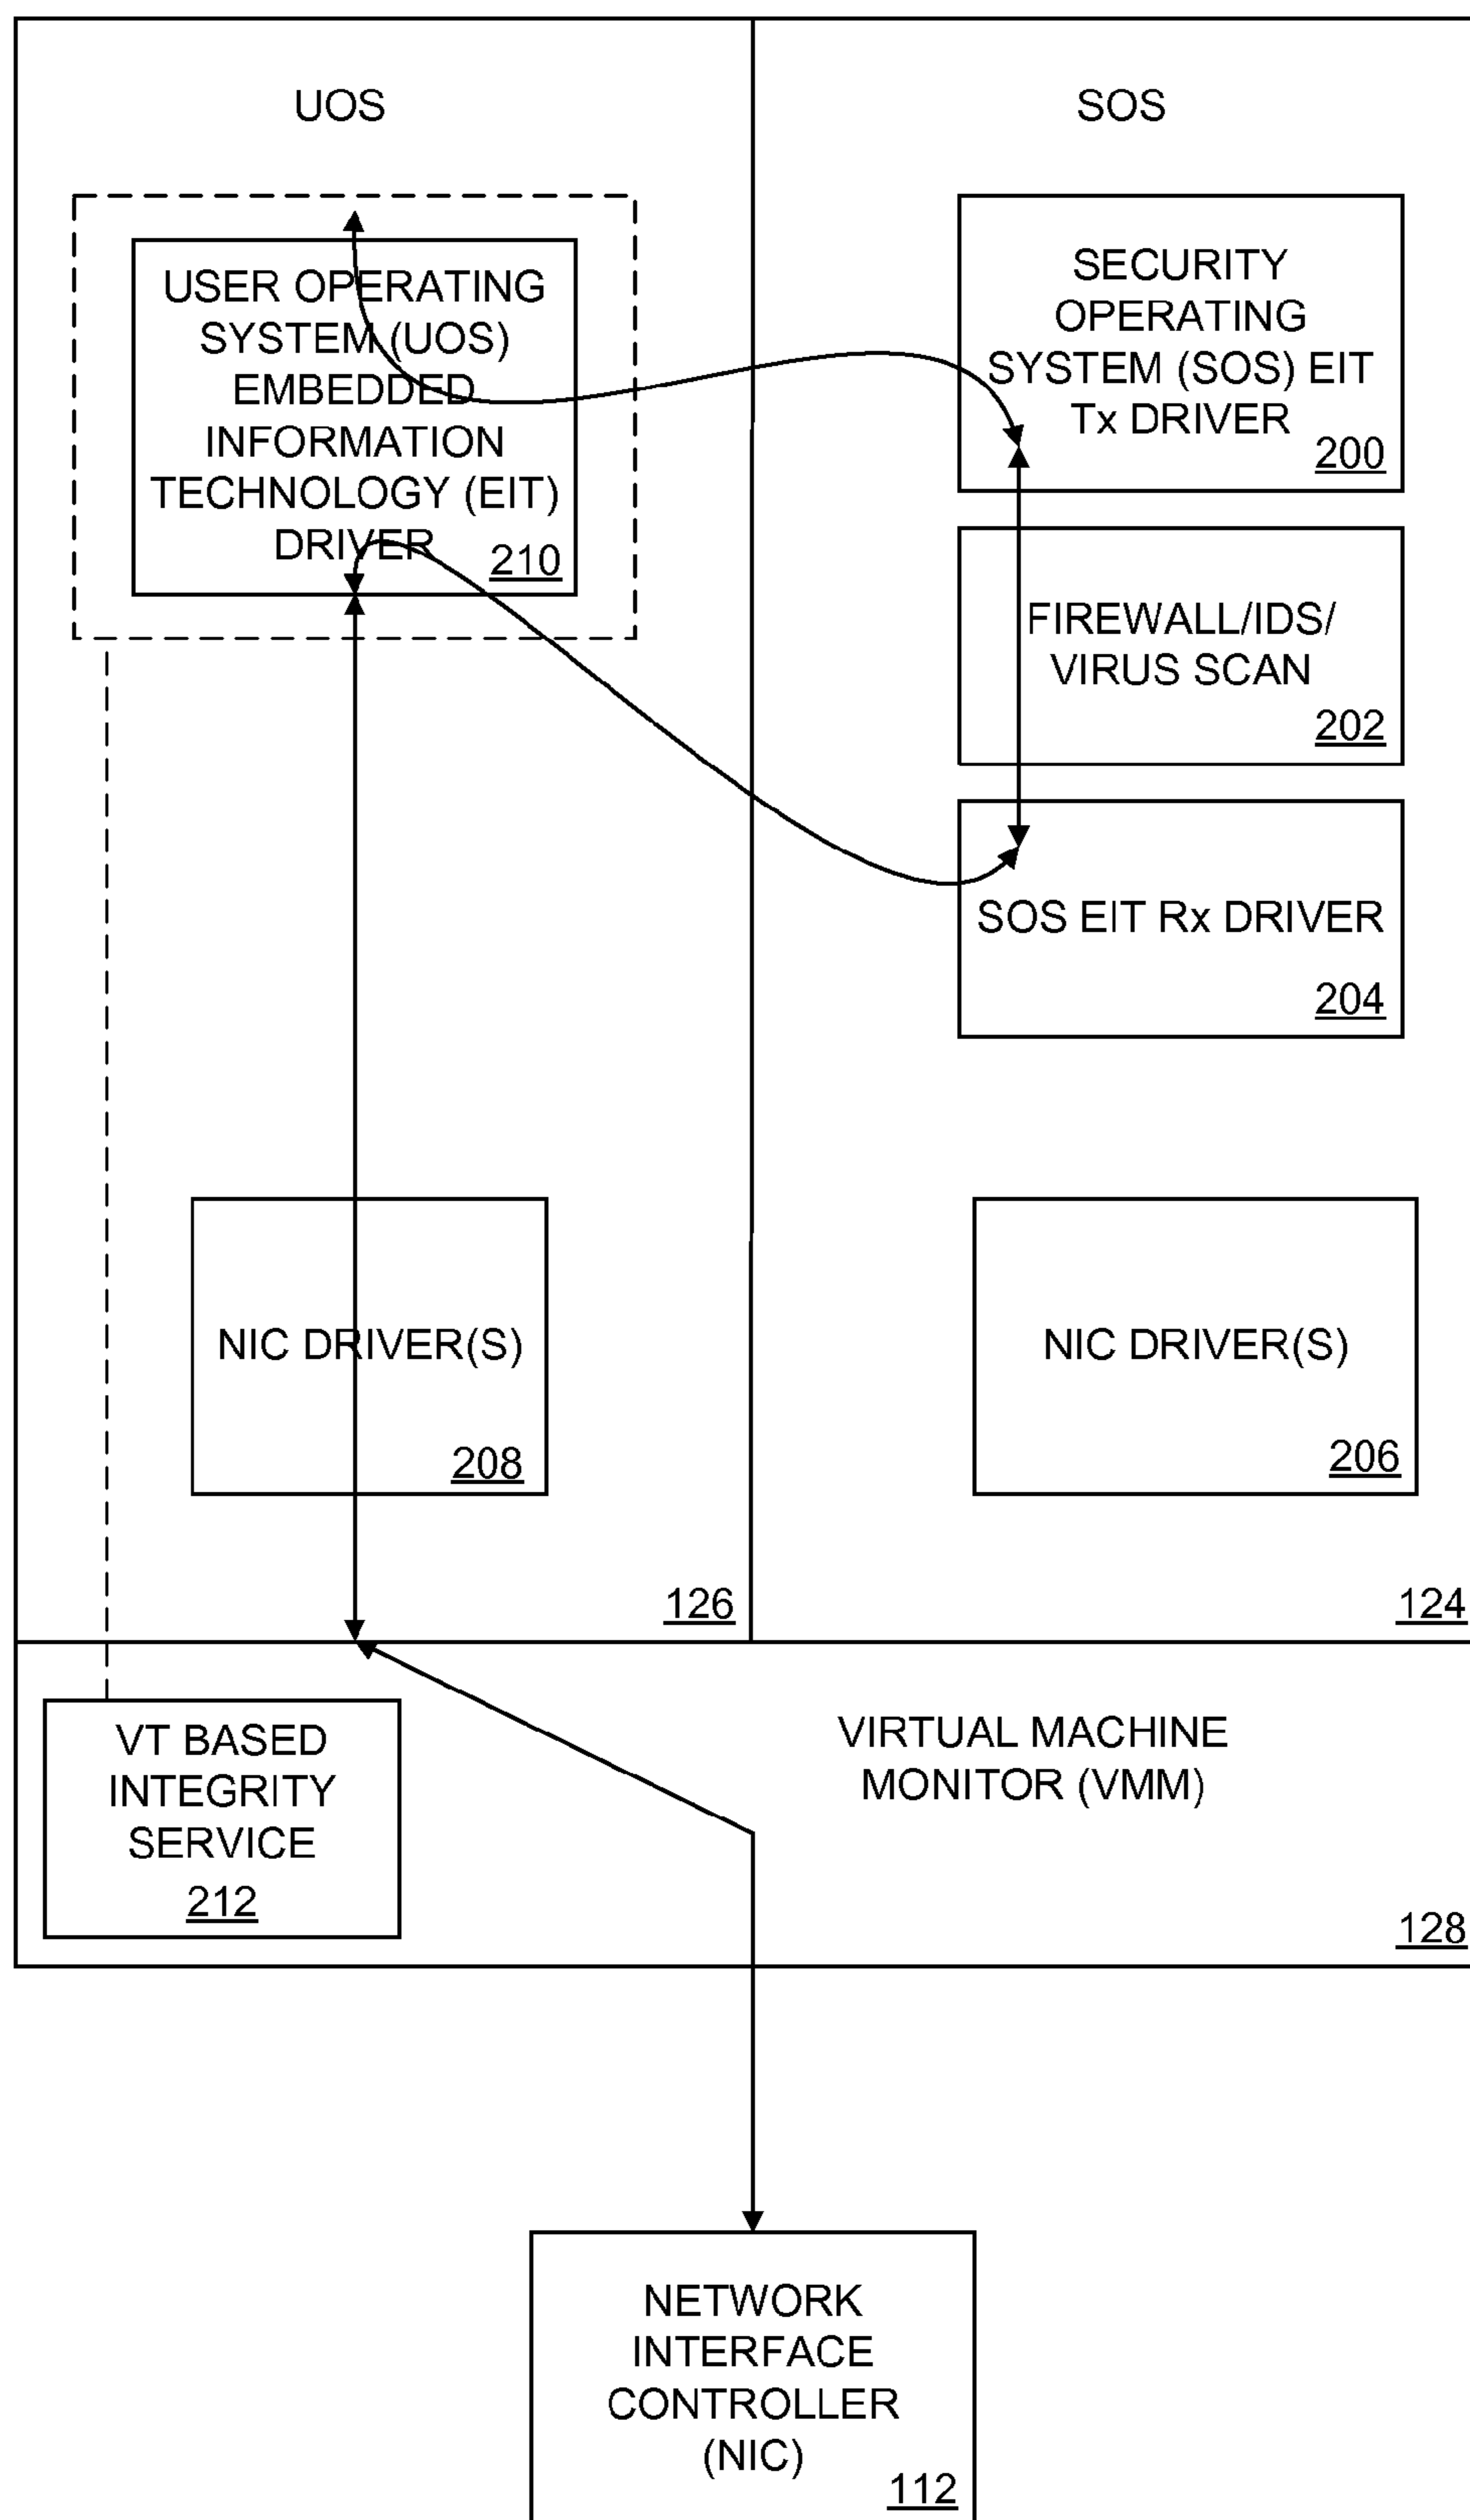 UOS
SOS
USER OPERATING
SYSTEM (UOS)
EMBEDDED
INFORMATION
TECHNOLOGY (EIT)
DRIVER
210
SECURITY
OPERATING
SYSTEM (SOS) EIT
Tx DRIVER
200
FIREWALL/IDS/
VIRUS SCAN
202
SOS EIT Rx DRIVER
204
NIC DRIVER(S)
208
NIC DRIVER(S)
206
126
124
VT BASED
INTEGRITY
SERVICE
212
VIRTUAL MACHINE
MONITOR (VMM)
128
NETWORK
INTERFACE
CONTROLLER
(NIC)
112